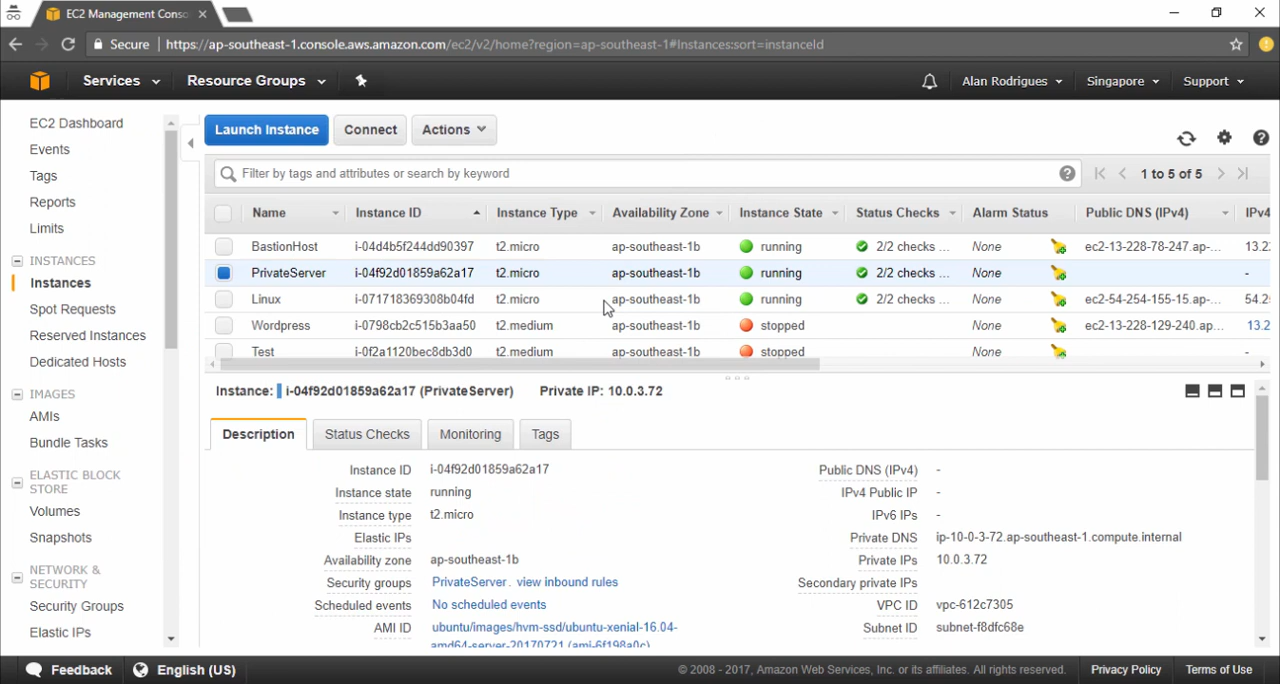 EC2 Management Conso
Secure https://ap-southeast-1.console.aws.amazon.com/ec2/v2/home?region=ap-southeast-1#Instances:sort=instanceId
Services Resource Groups Alan Rodrigues Singapore Support
EC2 Dashboard
Events
Tags
Reports
Limits
INSTANCES
Instances
Spot Requests
Reserved Instances
Dedicated Hosts
IMAGES
AMIs
Bundle Tasks
ELASTIC BLOCK
STORE
Volumes
Snapshots
NETWORK &
SECURITY
Security Groups
Elastic IPs
Launch Instance Connect Actions
Filter by tags and attributes or search by keyword 1 to 5 of 5
Name Instance ID Instance Type Availability Zone Instance State Status Checks Alarm Status Public DNS (IPv4) IPv4
BastionHost i-04d4b5f244dd90397 t2.micro ap-southeast-1b running 2/2 checks ... None ec2-13-228-78-247.ap-... 13.22
PrivateServer i-04f92d01859a62a17 t2.micro ap-southeast-1b running 2/2 checks ... None -
Linux i-071718369308b04fd t2.micro ap-southeast-1b running 2/2 checks ... None ec2-54-254-155-15.ap-... 54.25
Wordpress i-0798cb2c515b3aa50 t2.medium ap-southeast-1b stopped None ec2-13-228-129-240.ap... 13.2
Test i-0f2a1120bec8db3d0 t2.medium ap-southeast-1b stopped None -
Instance: i-04f92d01859a62a17 (PrivateServer) Private IP: 10.0.3.72
Description Status Checks Monitoring Tags
Instance ID i-04f92d01859a62a17 Public DNS (IPv4) -
Instance state running IPv4 Public IP -
Instance type t2.micro IPv6 IPs -
Elastic IPs Private DNS ip-10-0-3-72.ap-southeast-1.compute.internal
Availability zone ap-southeast-1b Private IPs 10.0.3.72
Security groups PrivateServer. view inbound rules Secondary private IPs
Scheduled events No scheduled events VPC ID vpc-612c7305
AMI ID ubuntu/images/hvm-ssd/ubuntu-xenial-16.04- Subnet ID subnet-f8dfc68e
amd64-server-20170721 (ami-6f198a0c)
Feedback English (US) © 2008 - 2017, Amazon Web Services, Inc. or its affiliates. All rights reserved. Privacy Policy Terms of Use